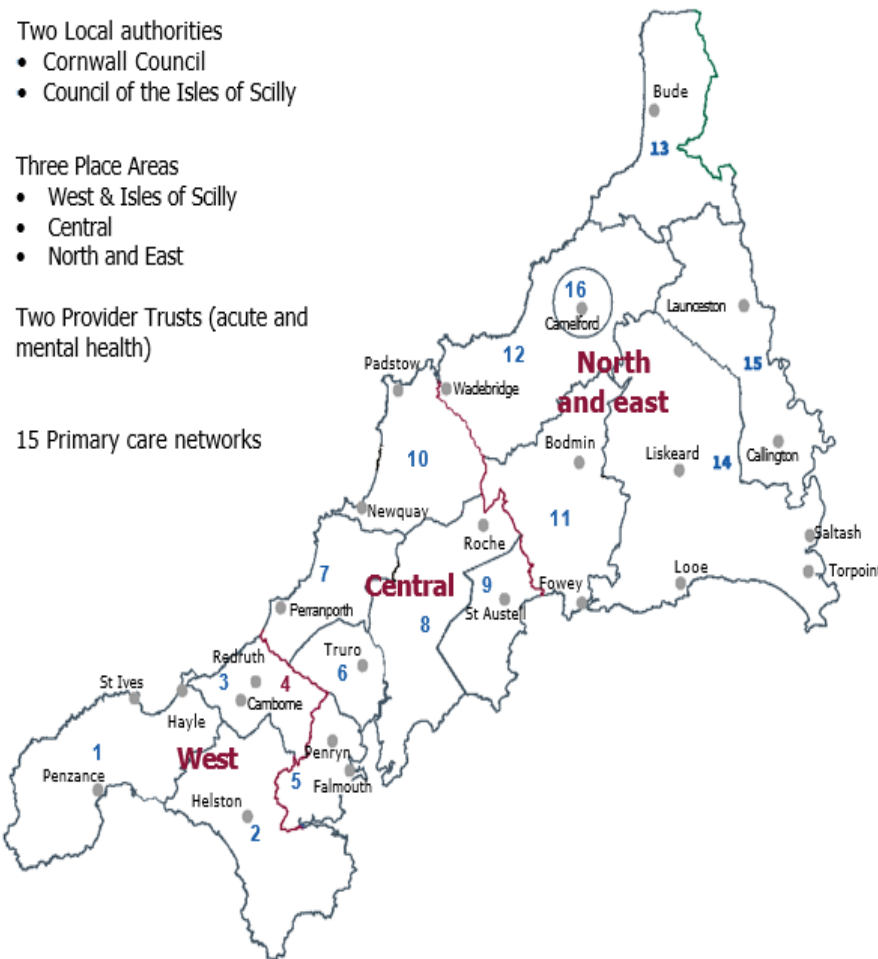 Two Local authorities
• Cornwall Council
• Council of the Isles of Scilly
Three Place Areas
• West & Isles of Scilly
• Central
• North and East
Two Provider Trusts (acute and
mental health)
15 Primary care networks
Bude
13
16
Camelford
Launceston
12
North
and east
15
Padstow
Wadebridge
10
Bodmin
Liskeard
14
Callington
Newquay
Roche
11
Saltash
7
Central
9
Fowey
Looe
Torpoint
Perranporth
8
St Austell
Truro
6
Redruth
3
4
Camborne
St Ives
Hayle
1
West
Penryn
5
Falmouth
Penzance
Helston
2